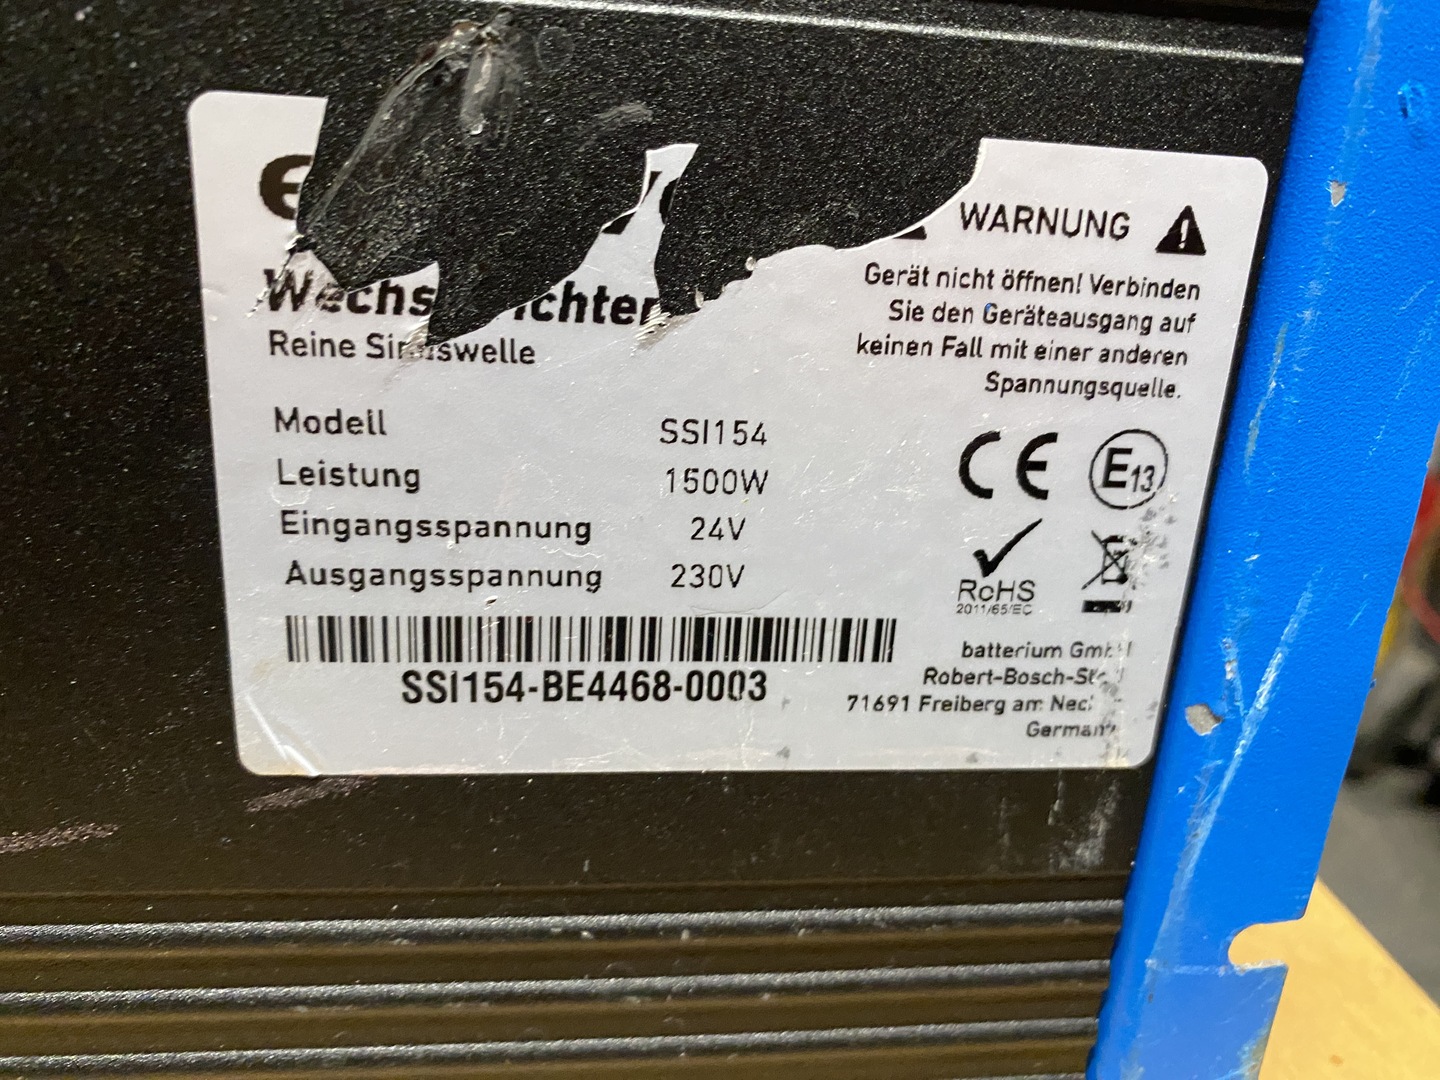 WARNUNG
Gerät nicht öffnen! Verbinden
Sie den Geräteausgang auf
keinen Fall mit einer anderen
Spannungsquelle.
Reine
Modell SSI154
Leistung 1500W
Eingangsspannung 24V
Ausgangsspannung 230V
SSI154-BE4468-0003
CE
E13
RoHS
2011/65/EC
batterium
Robert-Bosch-
71691 Freiberg am
Germany